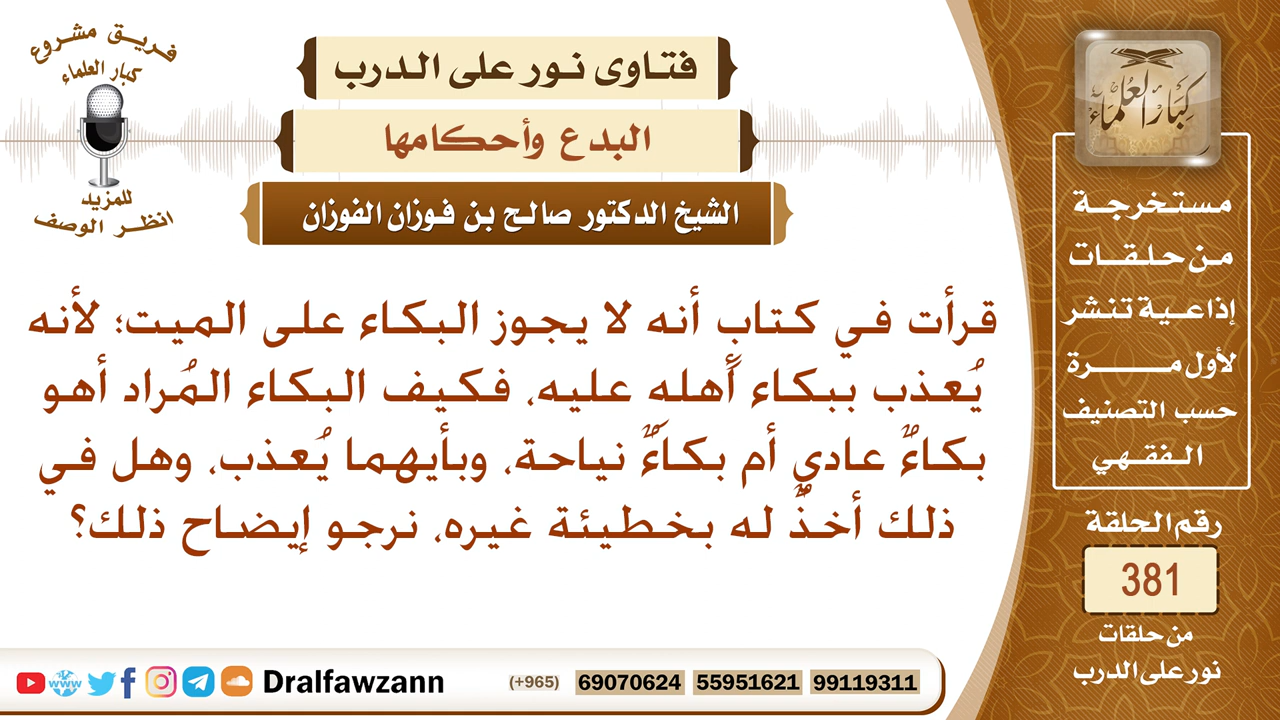 فريق مشروع
كبار العلماء
للمزيد
انظر الوصف
فتاوى نور على الدرب
البدع وأحكامها
الشيخ الدكتور صالح بن فوزان الفوزان
قرأت في كتابٍ أنه لا يجوز البكاء على الميت؛ لأنه
يُعذب ببكاء أهله عليه، فكيف البكاء المُراد أهو
بكاءٌ عادي أم بكاءٌ نياحة، وبأيهما يُعذب، وهل في
ذلك أخذٌ له بخطيئة غيره، نرجو إيضاح ذلك؟
كبار العلماء
مستخرجة
من حلقات
إذاعية تنشر
لأول مرة
حسب التصنيف
الفقهي
رقم الحلقة
381
من حلقات
نور على الدرب
www Dralfawzann (+965) 69070624 55951621 99119311